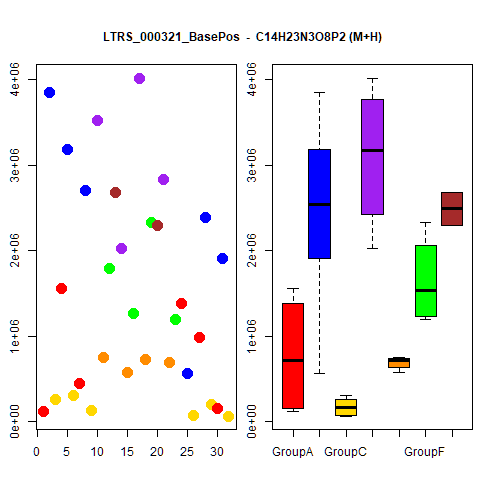 LTRS_000321_BasePos - C14H23N3O8P2 (M+H)
4e+06
3e+06
2e+06
1e+06
0e+00
0 5 10 15 20 25 30
4e+06
3e+06
2e+06
1e+06
0e+00
GroupA GroupC GroupF